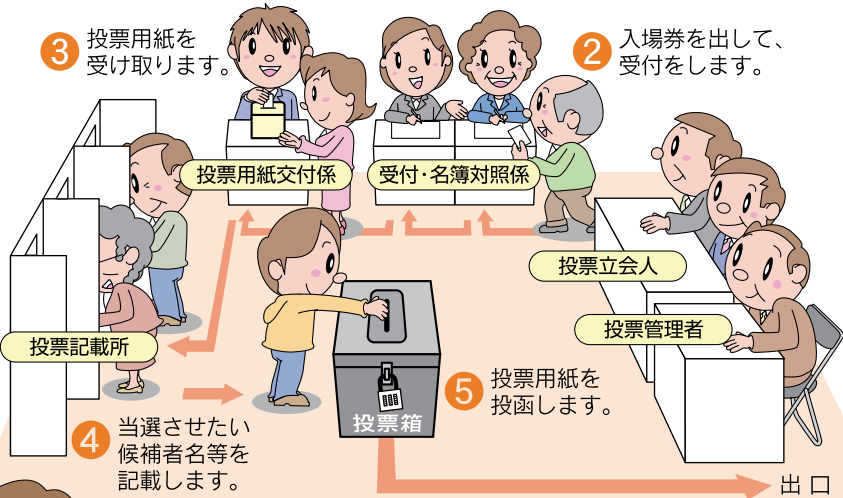 3
投票用紙を
受け取ります。
2
入場券を出して、
受付をします。
投票用紙交付係
受付・名簿対照係
投票立会人
投票管理者
投票記載所
5
投票用紙を
投函します。
投票箱
4
当選させたい
候補者名等を
記載します。
出口